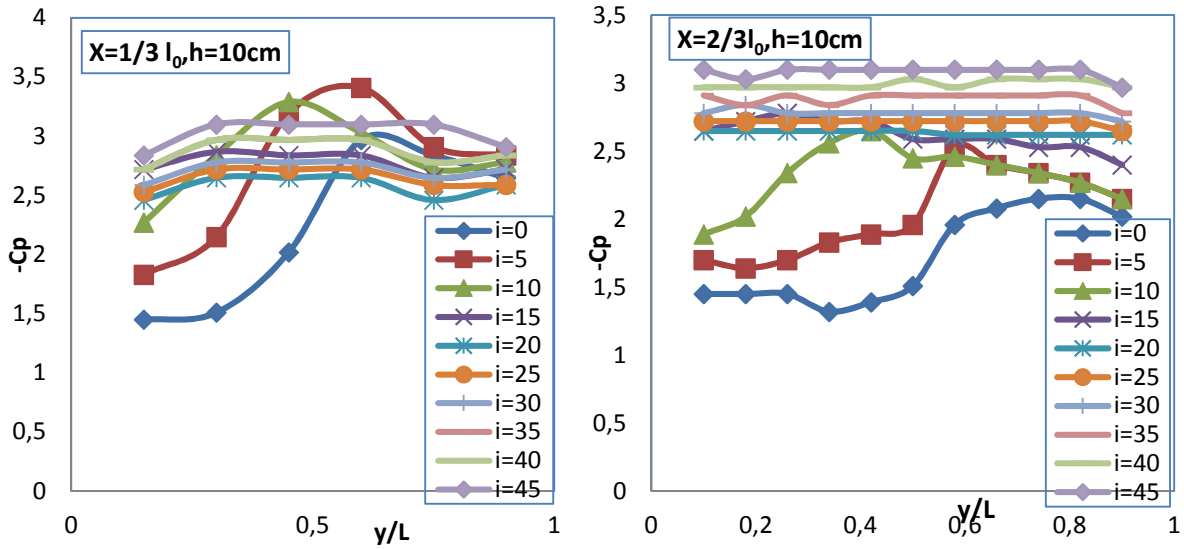 X=1/3 l0,h=10cm
4
3,5
3
2,5
2
1,5
1
0,5
0
-Cp
0
0,5
1
y/L
i=0
i=5
i=10
i=15
i=20
i=25
i=30
i=35
i=40
i=45
X=2/3l0,h=10cm
3,5
3
2,5
2
1,5
1
0,5
0
-Cp
0
0,2
0,4
0,6
0,8
1
y/L
i=0
i=5
i=10
i=15
i=20
i=25
i=30
i=35
i=40
i=45